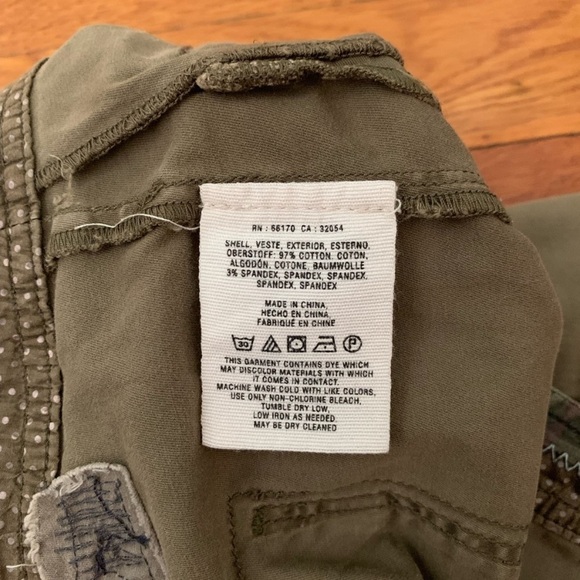 RN : 66170 CA : 32054
SHELL, VESTE, EXTERIOR, ESTERNO,
OBERSTOFF: 97% COTTON, COTON,
ALGODÓN, COTONE, BAUMWOLLE
3% SPANDEX, SPANDEX, SPANDEX,
SPANDEX, SPANDEX
MADE IN CHINA,
HECHO EN CHINA,
FABRIQUÉ EN CHINE
30 P
THIS GARMENT CONTAINS DYE WHICH
MAY DISCOLOR MATERIALS WITH WHICH
IT COMES IN CONTACT.
MACHINE WASH COLD WITH LIKE COLORS,
USE ONLY NON-CHLORINE BLEACH,
TUMBLE DRY LOW,
LOW IRON AS NEEDED.
MAY BE DRY CLEANED